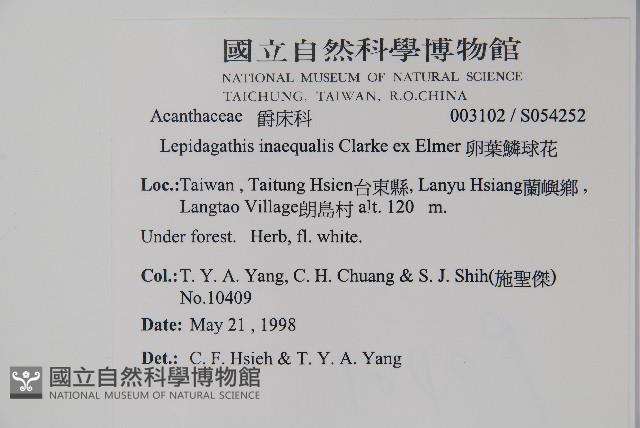 國立自然科學博物館
NATIONAL MUSEUM OF NATURAL SCIENCE
TAICHUNG, TAIWAN, R.O.CHINA
Acanthaceae 爵床科 003102 / S054252
Lepidagathis inaequalis Clarke ex Elmer 卵葉鱗球花
Loc.:Taiwan , Taitung Hsien台東縣, Lanyu Hsiang蘭嶼鄉 ,
Langtao Village朗島村 alt. 120 m.
Under forest. Herb, fl. white.
Col.:T. Y. A. Yang, C. H. Chuang & S. J. Shih(施聖傑)
No.10409
Date: May 21 , 1998
Det.: C. F. Hsieh & T. Y. A. Yang
國立自然科學博物館
NATIONAL MUSEUM OF NATURAL SCIENCE